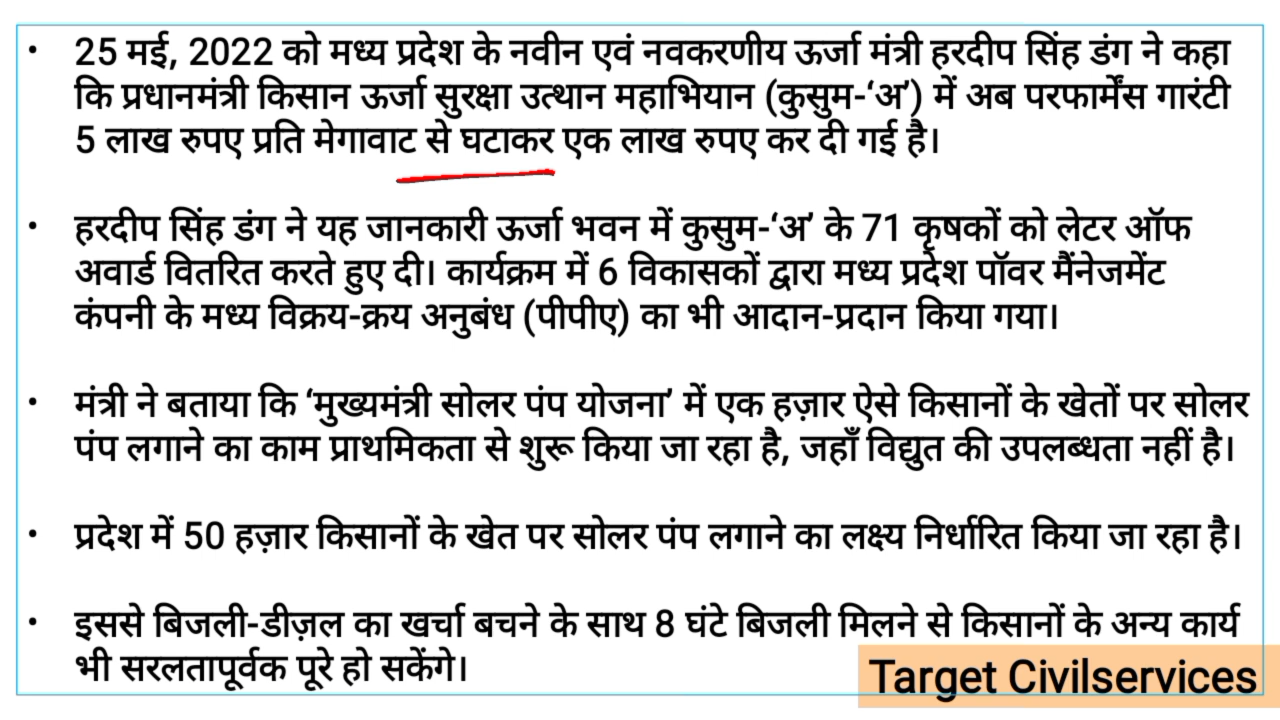 • 25 मई, 2022 को मध्य प्रदेश के नवीन एवं नवकरणीय ऊर्जा मंत्री हरदीप सिंह डंग ने कहा
कि प्रधानमंत्री किसान ऊर्जा सुरक्षा उत्थान महाभियान (कुसुम-‘अ’) में अब परफार्मेंस गारंटी
5 लाख रुपए प्रति मेगावाट से घटाकर एक लाख रुपए कर दी गई है।
• हरदीप सिंह डंग ने यह जानकारी ऊर्जा भवन में कुसुम-‘अ’ के 71 कृषकों को लेटर ऑफ
अवार्ड वितरित करते हुए दी। कार्यक्रम में 6 विकासकों द्वारा मध्य प्रदेश पॉवर मैंनेजमेंट
कंपनी के मध्य विक्रय-क्रय अनुबंध (पीपीए) का भी आदान-प्रदान किया गया।
• मंत्री ने बताया कि ‘मुख्यमंत्री सोलर पंप योजना’ में एक हज़ार ऐसे किसानों के खेतों पर सोलर
पंप लगाने का काम प्राथमिकता से शुरू किया जा रहा है, जहाँ विद्युत की उपलब्धता नहीं है।
• प्रदेश में 50 हज़ार किसानों के खेत पर सोलर पंप लगाने का लक्ष्य निर्धारित किया जा रहा है।
• इससे बिजली-डीज़ल का खर्चा बचने के साथ 8 घंटे बिजली मिलने से किसानों के अन्य कार्य
भी सरलतापूर्वक पूरे हो सकेंगे।
Target Civilservices